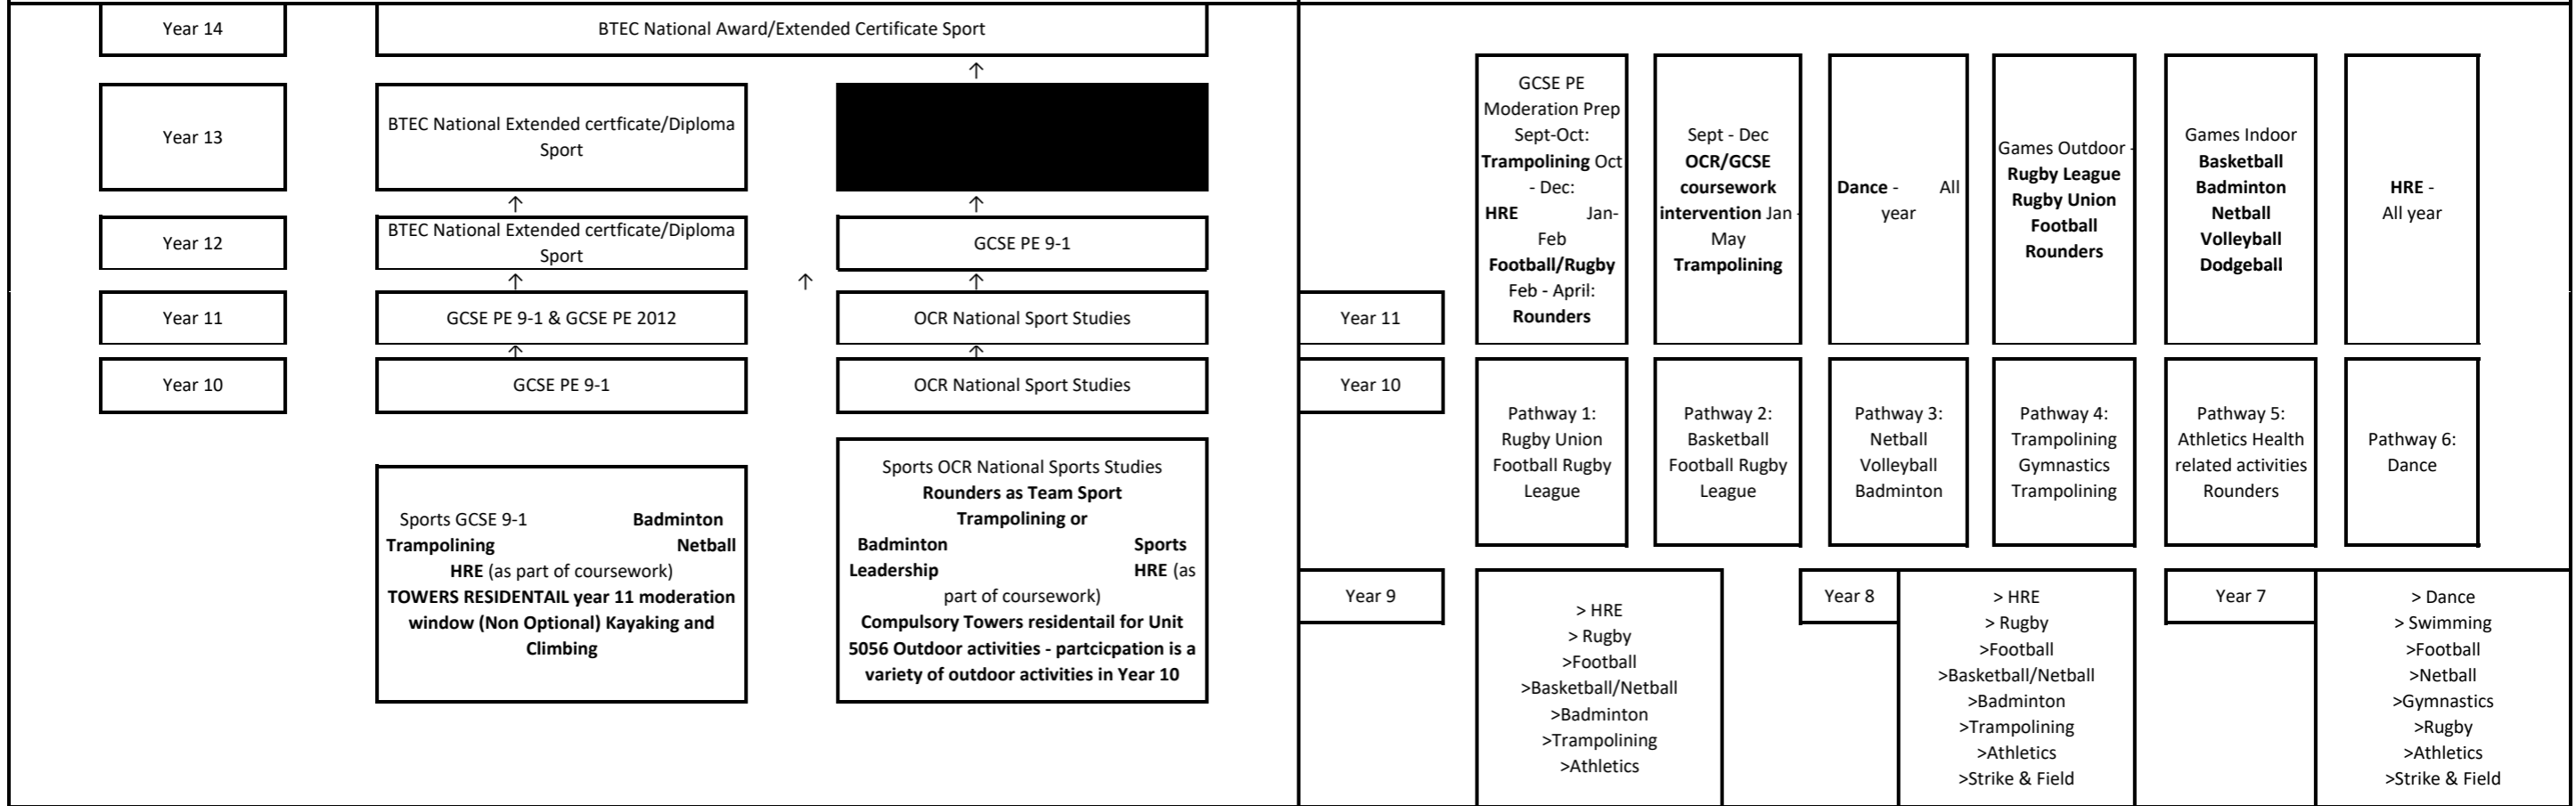 Year 14
BTEC National Award/Extended Certificate Sport
↑
Year 13
BTEC National Extended certficate/Diploma
Sport
↑
↑
Year 12
BTEC National Extended certficate/Diploma
Sport
GCSE PE 9-1
↑
↑
↑
Year 11
GCSE PE 9-1 & GCSE PE 2012
OCR National Sport Studies
↑
↑
Year 10
GCSE PE 9-1
OCR National Sport Studies
Sports GCSE 9-1 Badminton
Trampolining Netball
HRE (as part of coursework)
TOWERS RESIDENTAIL year 11 moderation
window (Non Optional) Kayaking and
Climbing
Sports OCR National Sports Studies
Rounders as Team Sport
Trampolining or
Badminton Sports
Leadership HRE (as
part of coursework)
Compulsory Towers residentail for Unit
5056 Outdoor activities - partcicpation is a
variety of outdoor activities in Year 10
Year 11
GCSE PE
Moderation Prep
Sept-Oct:
Trampolining Oct
- Dec:
HRE Jan-
Feb
Football/Rugby
Feb - April:
Rounders
Sept - Dec
OCR/GCSE
coursework
intervention Jan -
May
Trampolining
Dance - All
year
Games Outdoor -
Rugby League
Rugby Union
Football
Rounders
Games Indoor
Basketball
Badminton
Netball
Volleyball
Dodgeball
HRE -
All year
Year 10
Pathway 1:
Rugby Union
Football Rugby
League
Pathway 2:
Basketball
Football Rugby
League
Pathway 3:
Netball
Volleyball
Badminton
Pathway 4:
Trampolining
Gymnastics
Trampolining
Pathway 5:
Athletics Health
related activities
Rounders
Pathway 6:
Dance
Year 9
> HRE
> Rugby
>Football
>Basketball/Netball
>Badminton
>Trampolining
>Athletics
Year 8
> HRE
> Rugby
>Football
>Basketball/Netball
>Badminton
>Trampolining
>Athletics
>Strike & Field
Year 7
> Dance
> Swimming
>Football
>Netball
>Gymnastics
>Rugby
>Athletics
>Strike & Field